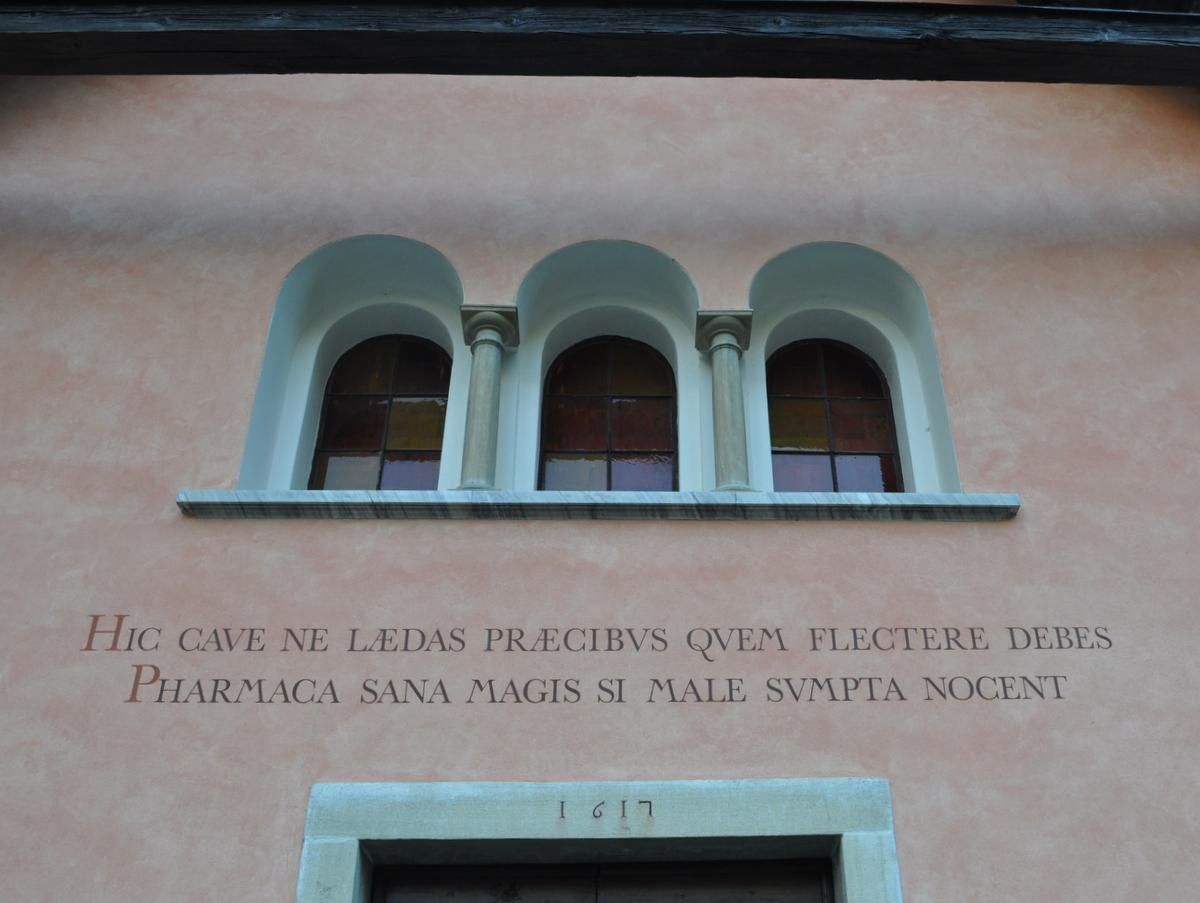 HIC CAVE NE LÆDAS PRÆCIBVS QVEM FLECTERE DEBES
PHARMACA SANA MAGIS SI MALE SVMPTA NOCENT
1617